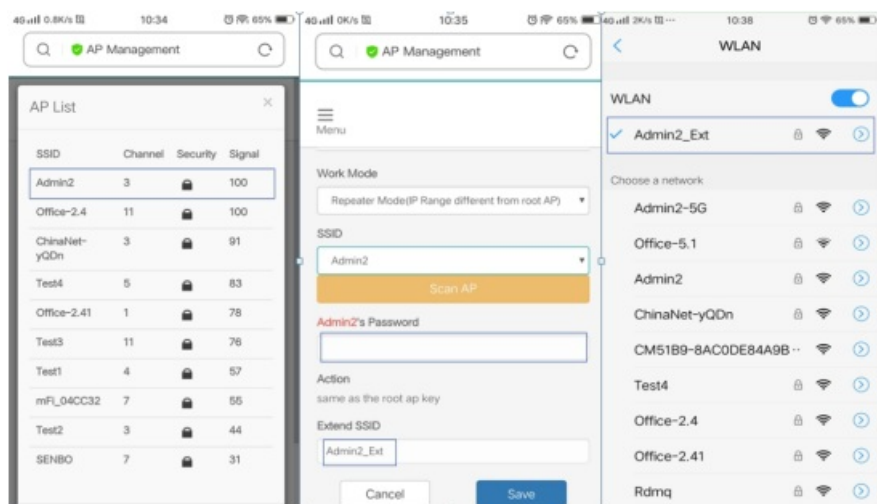 4G 0.8K/s 10:34 65%
AP Management
AP List ×
SSID Channel Security Signal
Admin2 3 100
Office-2.4 11 100
ChinaNet-yQDn 3 91
Test4 5 83
Office-2.41 1 78
Test3 11 76
Test1 4 57
mFi_04CC32 7 55
Test2 3 44
SENBO 7 31
4G 0K/s 10:35 65%
AP Management
Menu
Work Mode
Repeater Mode(IP Range different from root AP)
SSID
Admin2
Scan AP
Admin2's Password
Action
same as the root ap key
Extend SSID
Admin2_Ext
Cancel Save
4G 2K/s ··· 10:38 65%
WLAN
WLAN
Admin2_Ext
Choose a network
Admin2-5G
Office-5.1
Admin2
ChinaNet-yQDn
CM51B9-8AC0DE84A9B··
Test4
Office-2.4
Office-2.41
Rdmq